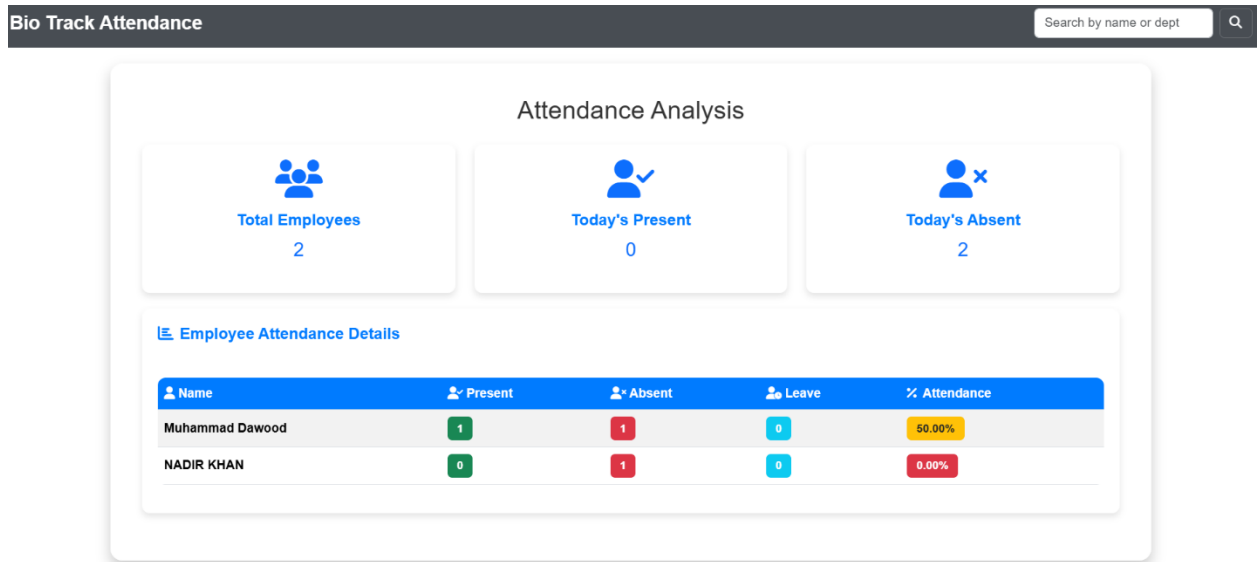 Bio Track Attendance
Search by name or dept
Attendance Analysis
Total Employees
2
Today's Present
0
Today's Absent
2
Employee Attendance Details
Name Present Absent Leave % Attendance
Muhammad Dawood 1 1 0 50.00%
NADIR KHAN 0 1 0 0.00%